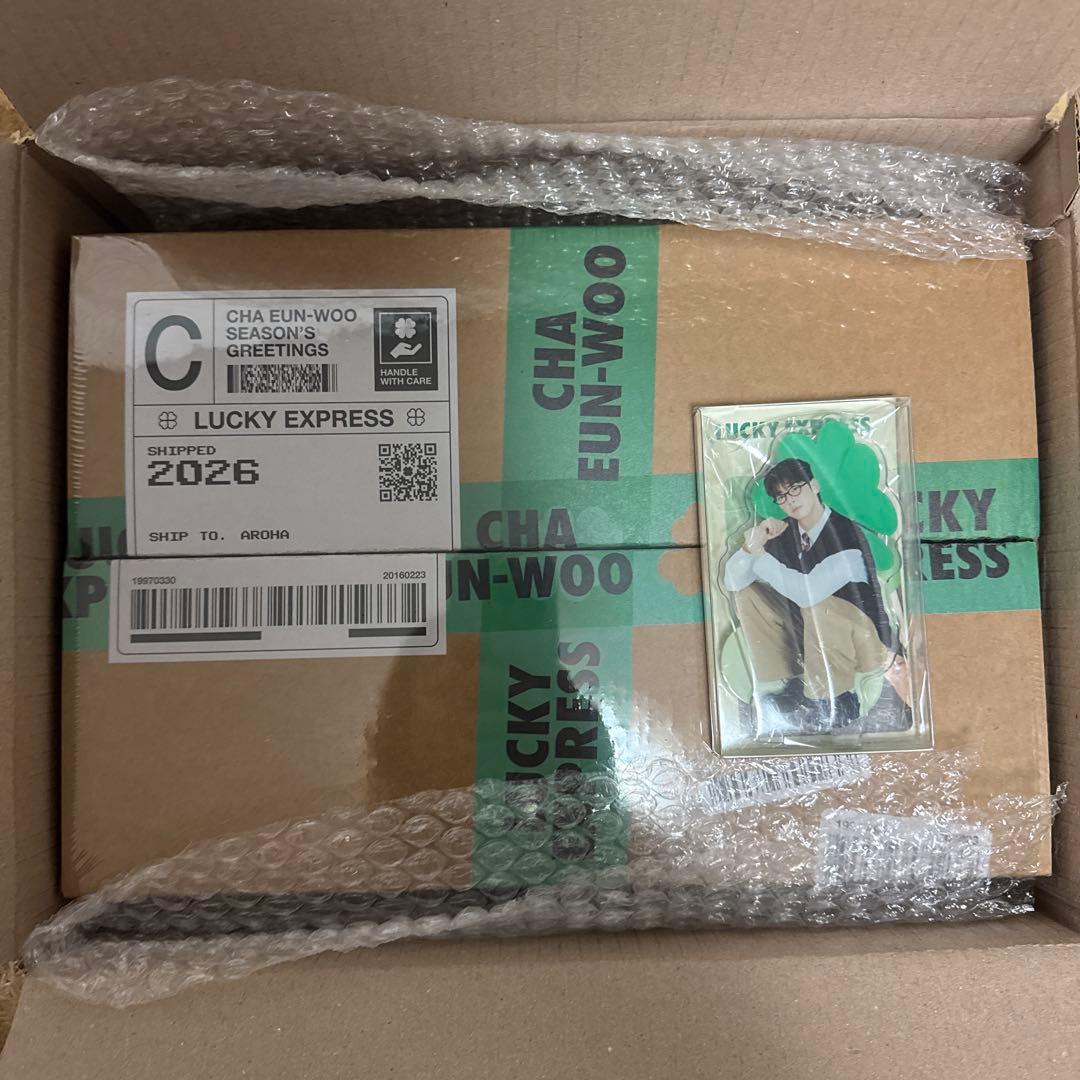 C
CHA EUN-WOO
SEASON'S
GREETINGS
HANDLE
WITH CARE
LUCKY EXPRESS
SHIPPED
2026
SHIP TO. AROHA
19970330
20160223
CHA
EUN-WOO
CHA
UN-WOO
LUCKY EXPRESS
CKY
RESS
LUCKY
EXPRESS